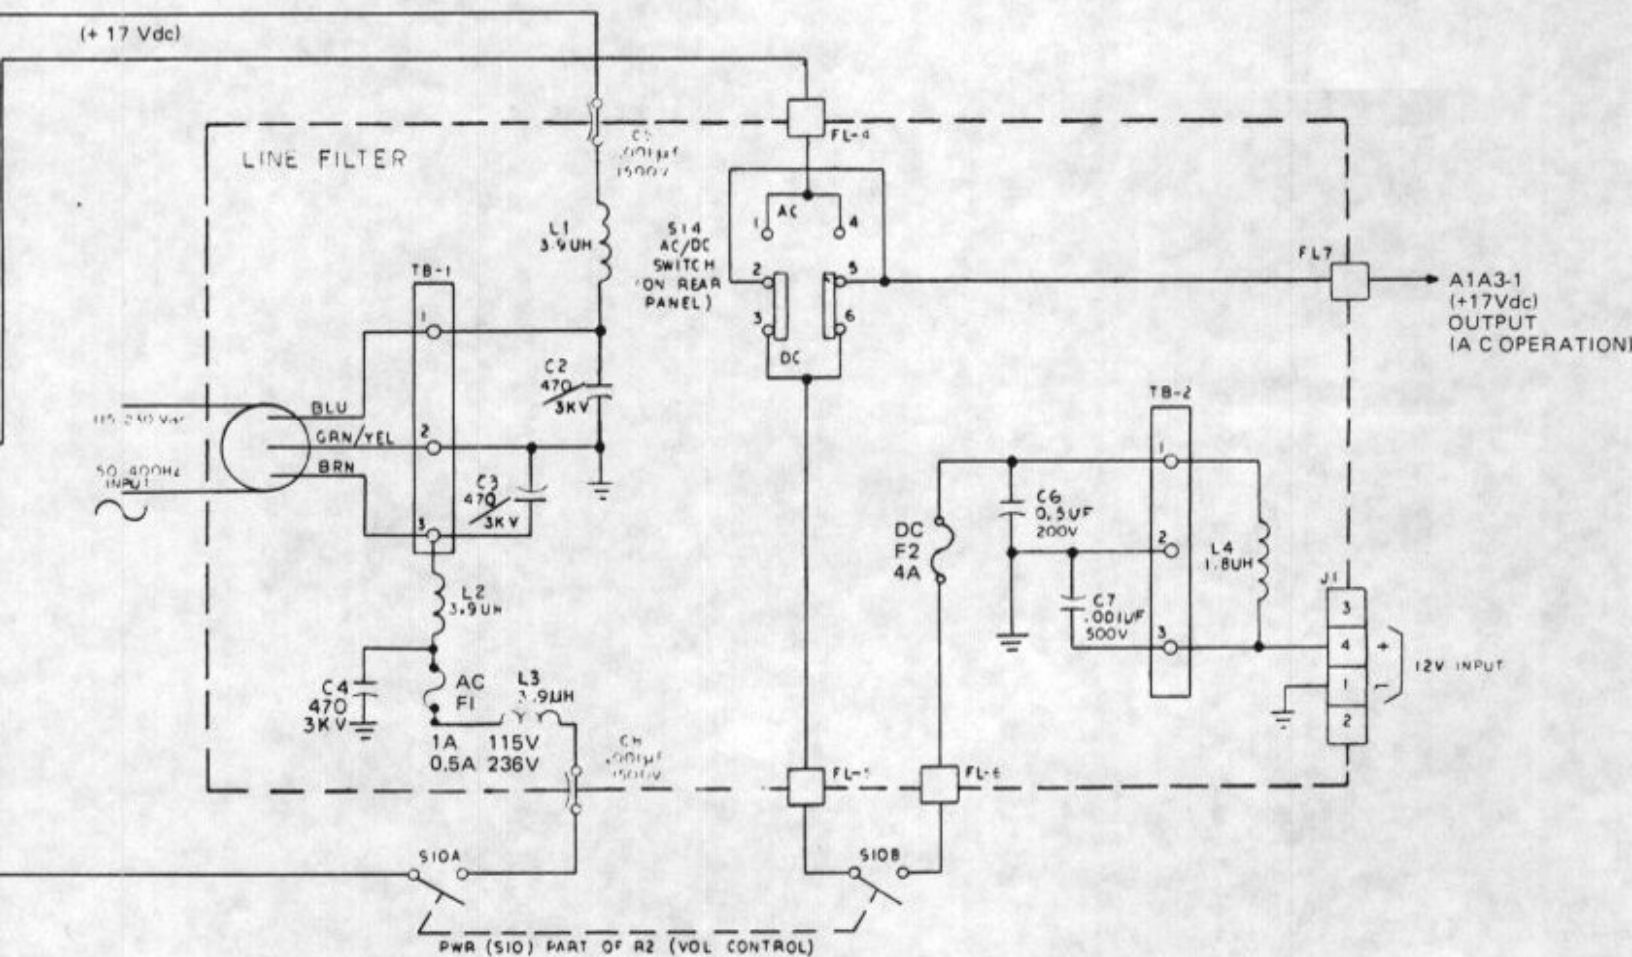 (+ 17 Vdc)
LINE FILTER
.001µF
1500V
FL-4
L1
3.9UH
S14
AC/DC
SWITCH
(ON REAR
PANEL)
AC
1
4
2
5
3
6
DC
FL7
A1A3-1
(+17Vdc)
OUTPUT
(A C OPERATION)
TB-1
1
2
3
C2
470
3KV
BLU
GRN/YEL
BRN
50 400Hz
INPUT
C3
470
3KV
L2
3.9UH
C4
470
3KV
AC
F1
L3
3.9µH
1A 115V
0.5A 236V
.001µF
1500V
DC
F2
4A
TB-2
1
2
3
C6
0.5UF
200V
C7
.001UF
500V
L4
1.8UH
J1
3
4
1
2
+
-
12V INPUT
FL-5
FL-6
S10A
S10B
PWR (S10) PART OF R2 (VOL CONTROL)